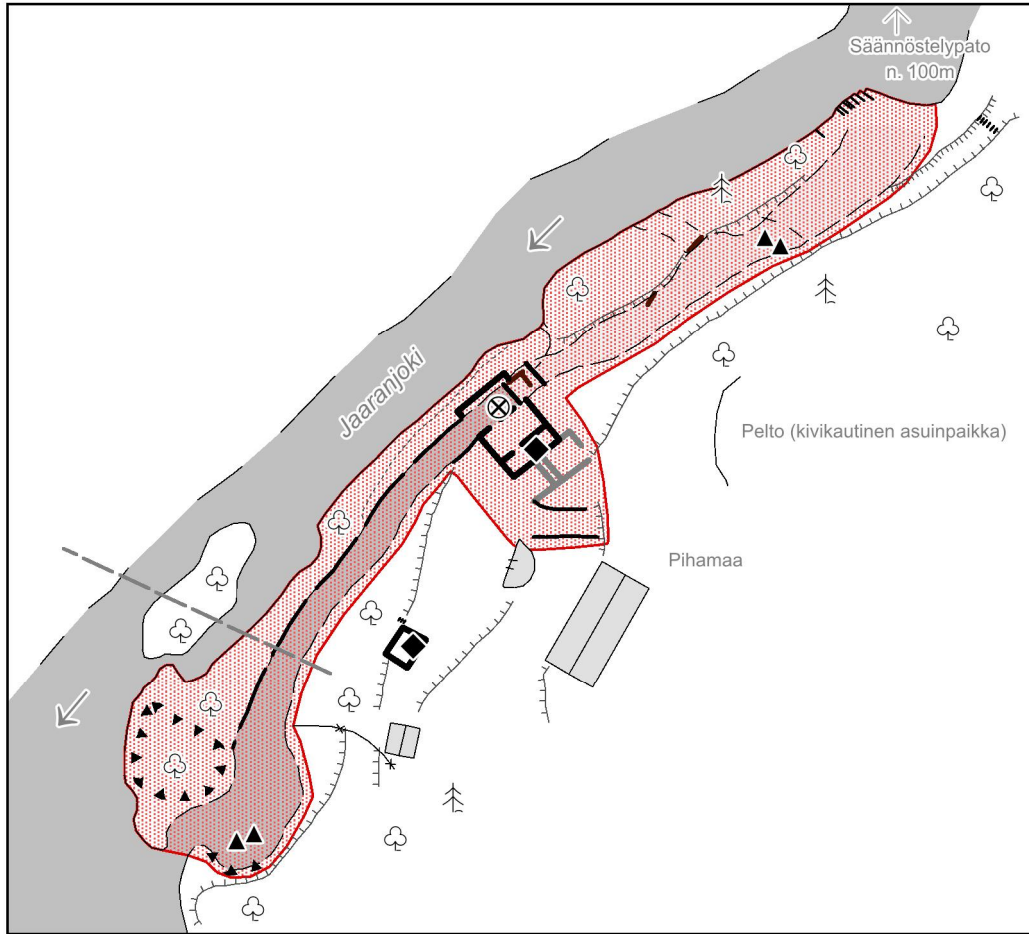 Säännöstelypato
n. 100m
Jaaranjoki
Pelto (kivikautinen asuinpaikka)
Pihamaa